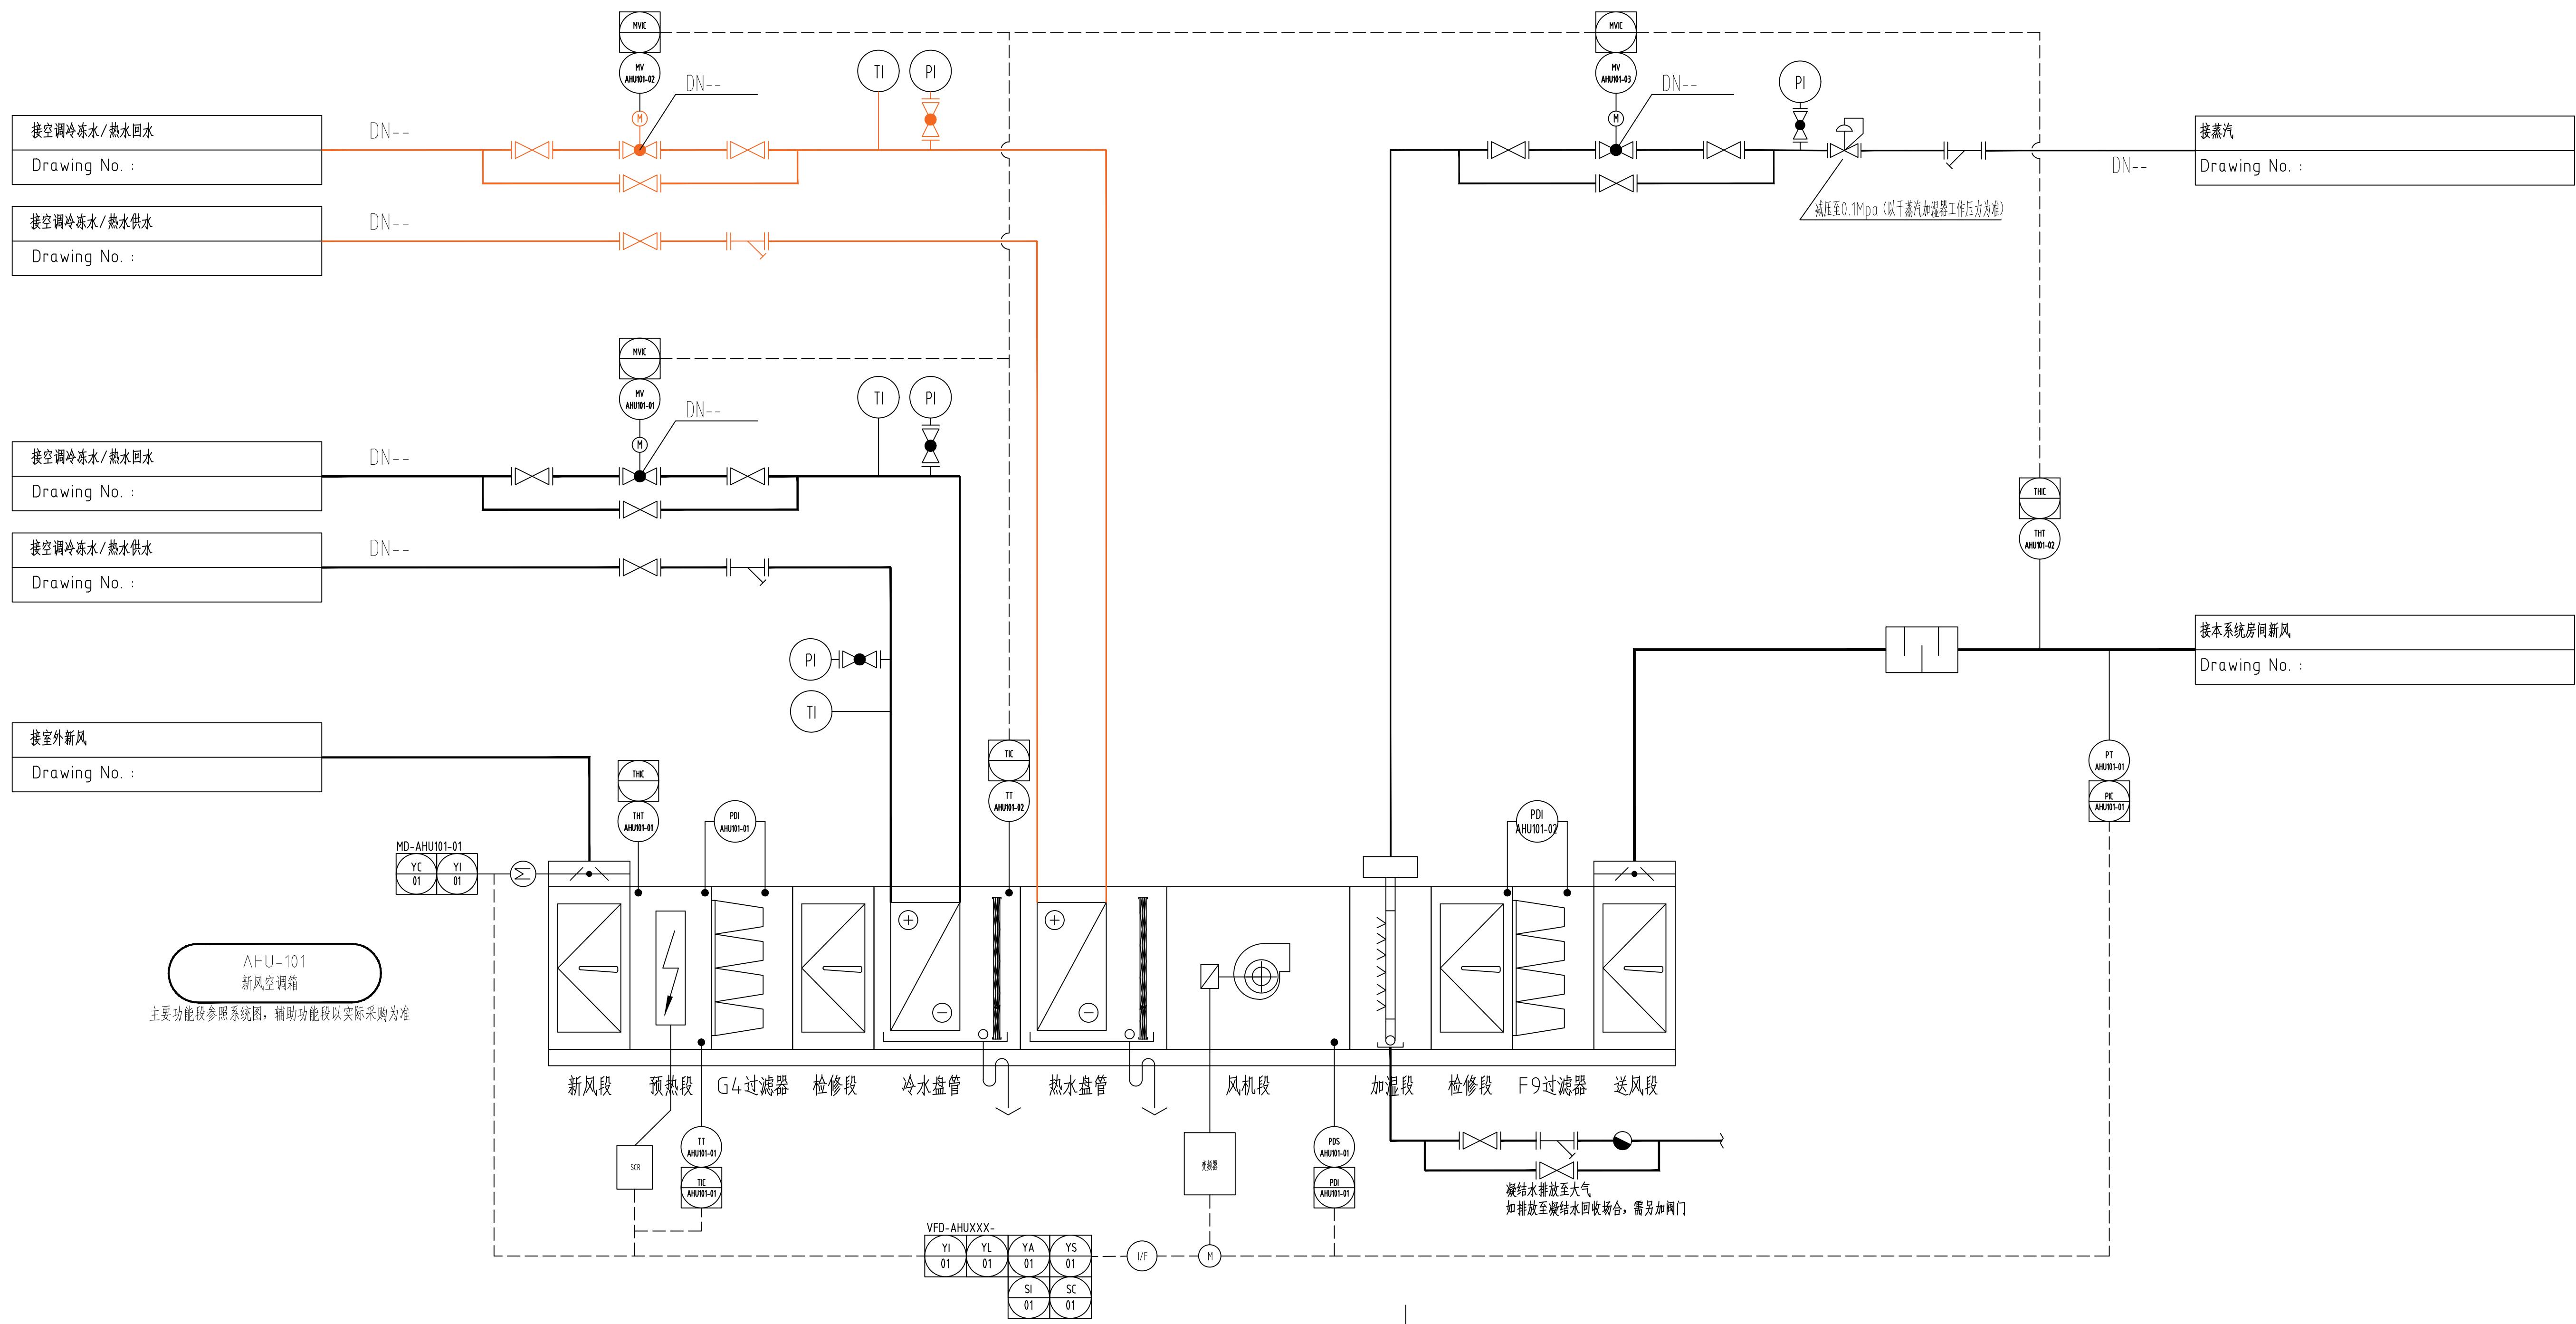 MVIC
MV
AHU101-02
M
DN--
TI
PI
MVIC
MV
AHU101-03
M
DN--
PI
接空调冷冻水/热水回水
Drawing No. :
DN--
接蒸汽
Drawing No. :
DN--
减压至0.1Mpa (以干蒸汽加湿器工作压力为准)
接空调冷冻水/热水供水
Drawing No. :
DN--
MVIC
MV
AHU101-01
M
DN--
TI
PI
接空调冷冻水/热水回水
Drawing No. :
DN--
接空调冷冻水/热水供水
Drawing No. :
DN--
THIC
THT
AHU101-02
接本系统房间新风
Drawing No. :
PI
TI
接室外新风
Drawing No. :
THIC
THT
AHU101-01
PDI
AHU101-01
TIC
TT
AHU101-02
PDI
AHU101-02
PT
AHU101-01
PIC
AHU101-01
MD-AHU101-01
YC
01
YI
01
AHU-101
新风空调箱
主要功能段参照系统图，辅助功能段以实际采购为准
新风段
预热段
G4过滤器
检修段
冷水盘管
热水盘管
风机段
加湿段
检修段
F9过滤器
送风段
SCR
TT
AHU101-01
TIC
AHU101-01
变频器
PDS
AHU101-01
PDI
AHU101-01
凝结水排放至大气
如排放至凝结水回收场合，需另加阀门
VFD-AHUXXX-
YI
01
YL
01
YA
01
YS
01
SI
01
SC
01
I/F
M